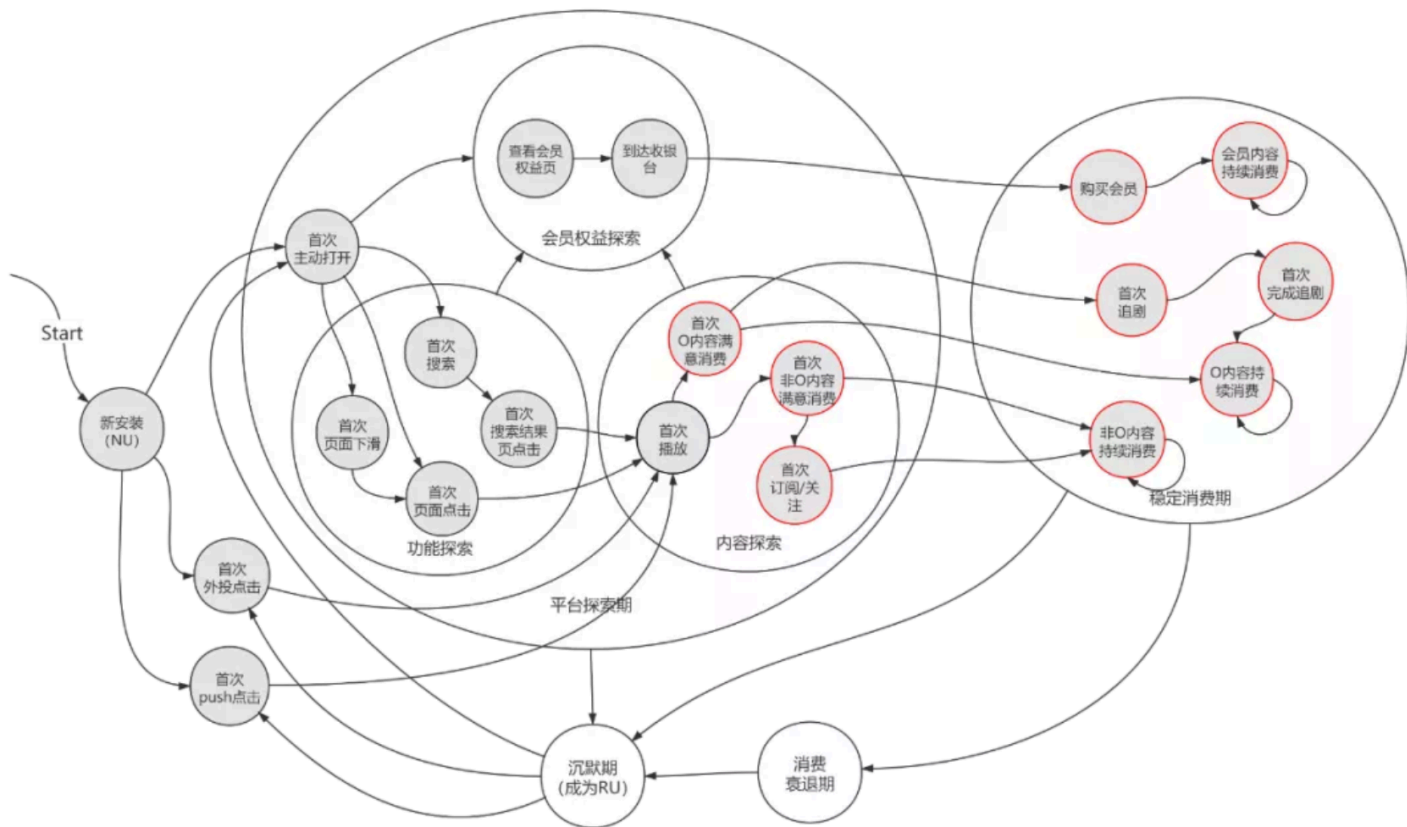 查看会员
权益页
到达收银
台
会员内容
持续消费
购买会员
首次
主动打开
会员权益探索
首次
追剧
首次
完成追剧
Start
首次
搜索
首次
O内容满
意消费
首次
非O内容
满意消费
O内容持
续消费
新安装
(NU)
首次
页面下滑
首次
搜索结果
页点击
首次
播放
非O内容
持续消费
首次
页面点击
首次
订阅/关
注
稳定消费期
功能探索
内容探索
首次
外投点击
平台探索期
首次
push点击
沉默期
(成为RU)
消费
衰退期